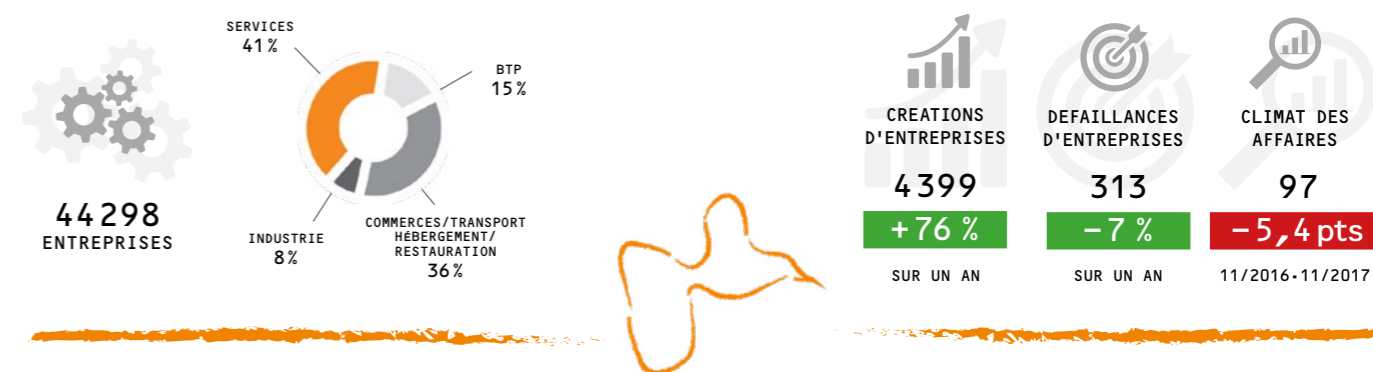 SERVICES
41%
BTP
15%
44298
ENTREPRISES
INDUSTRIE
8%
COMMERCES/TRANSPORT
HéBERGEMENT/
RESTAURATION
36%
CREATIONS
D'ENTREPRISES
4399
+76 %
SUR UN AN
DEFAILLANCES
D'ENTREPRISES
313
-7 %
SUR UN AN
CLIMAT DES
AFFAIRES
97
-5,4 pts
11/2016-11/2017